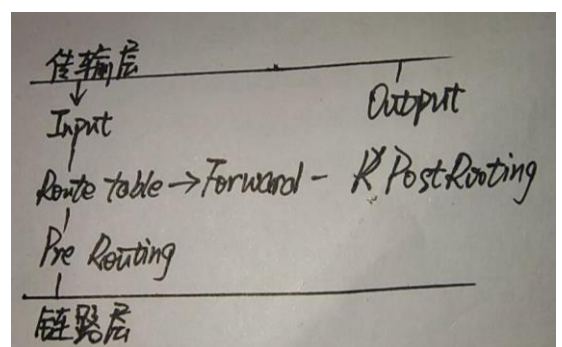 传输层
Input
Output
Route table → Forward - R PostRouting
Pre Routing
链路层